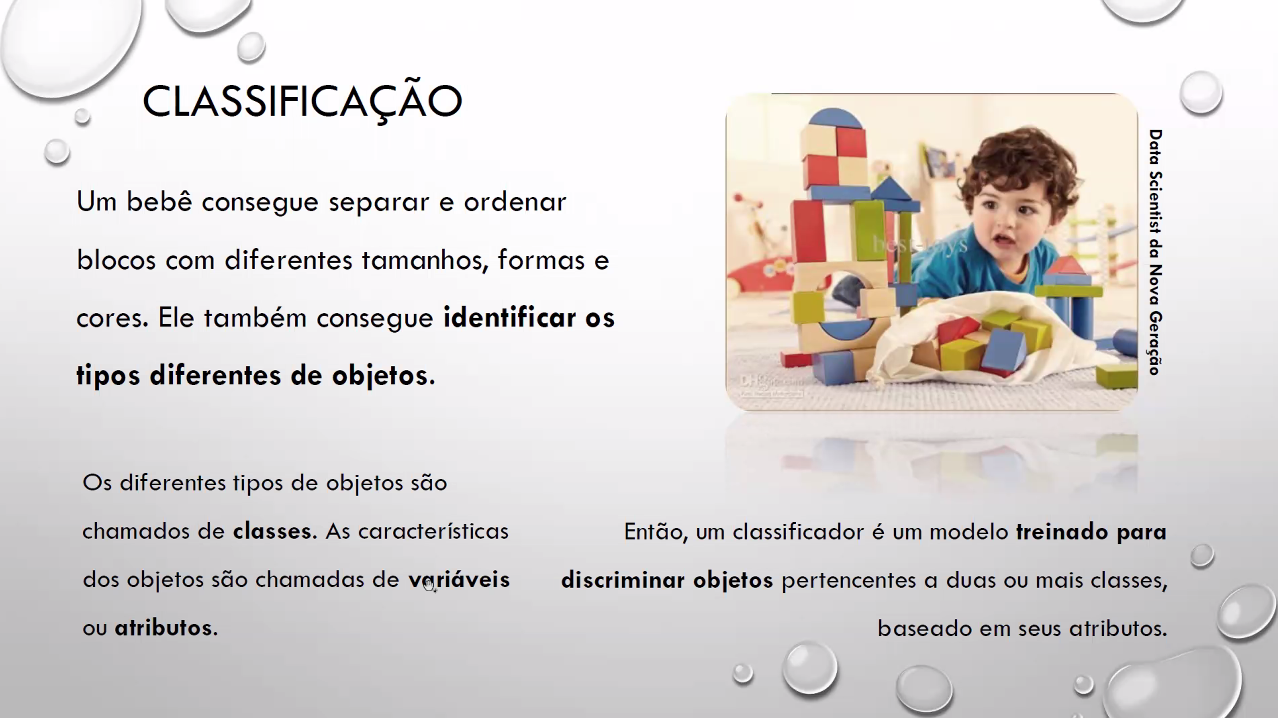 CLASSIFICAÇÃO
Um bebê consegue separar e ordenar
blocos com diferentes tamanhos, formas e
cores. Ele também consegue identificar os
tipos diferentes de objetos.
best-toys
Data Scientist da Nova Geração
Os diferentes tipos de objetos são
chamados de classes. As características
dos objetos são chamadas de variáveis
ou atributos.
Então, um classificador é um modelo treinado para
discriminar objetos pertencentes a duas ou mais classes,
baseado em seus atributos.